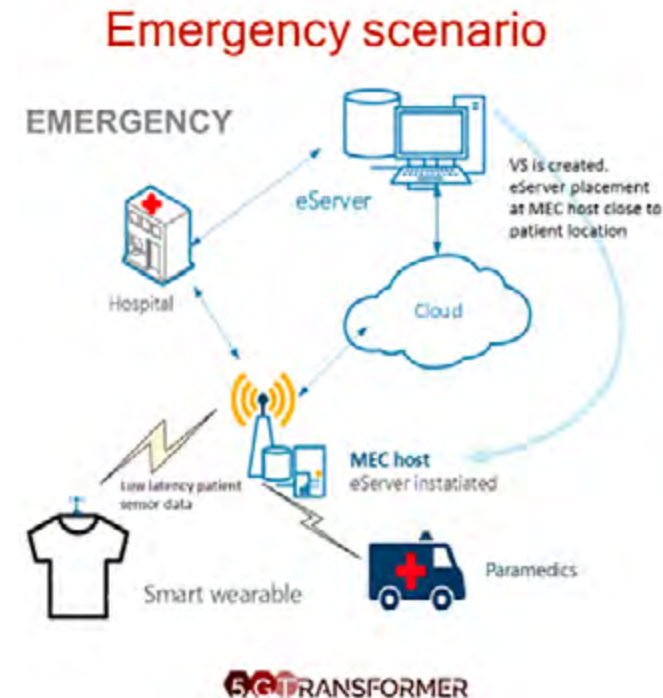 Emergency scenario
EMERGENCY
VS is created.
eServer placement
at MEC host close to
patient location
eServer
Hospital
Cloud
MEC host
eServer instatiated
Low latency patient
sensor data
Smart wearable
Paramedics
5GTRANSFORMER